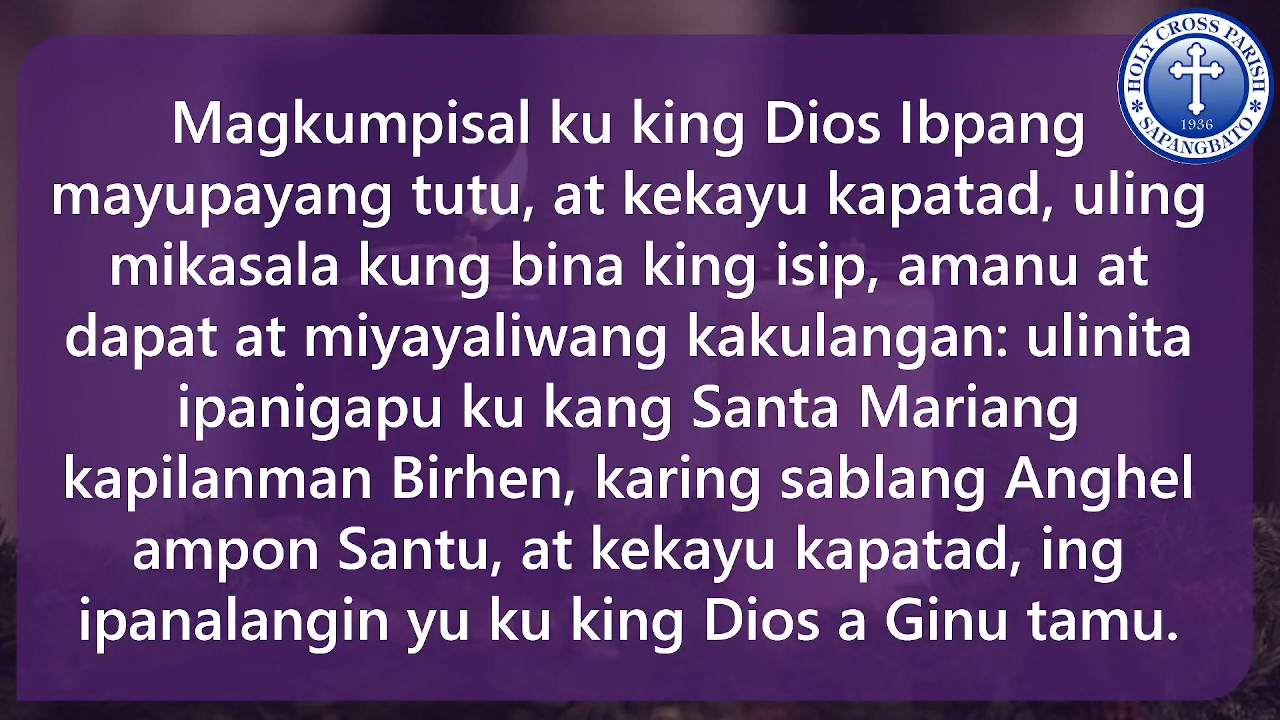 Magkumpisal ku king Dios Ibpang
mayupayang tutu, at kekayu kapatad, uling
mikasala kung bina king isip, amanu at
dapat at miyayaliwang kakulangan: ulinita
ipanigapu ku kang Santa Mariang
kapilanman Birhen, karing sablang Anghel
ampon Santu, at kekayu kapatad, ing
ipanalangin yu ku king Dios a Ginu tamu.
HOLY CROSS PARISH
1936
SAPANGBATO